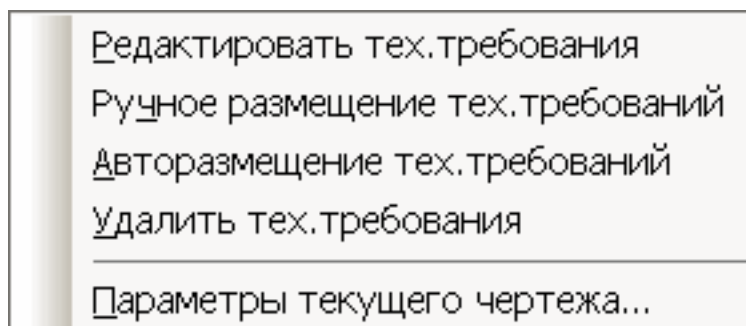 Редактировать тех.требования
Ручное размещение тех.требований
Авторазмещение тех.требований
Удалить тех.требования
Параметры текущего чертежа...